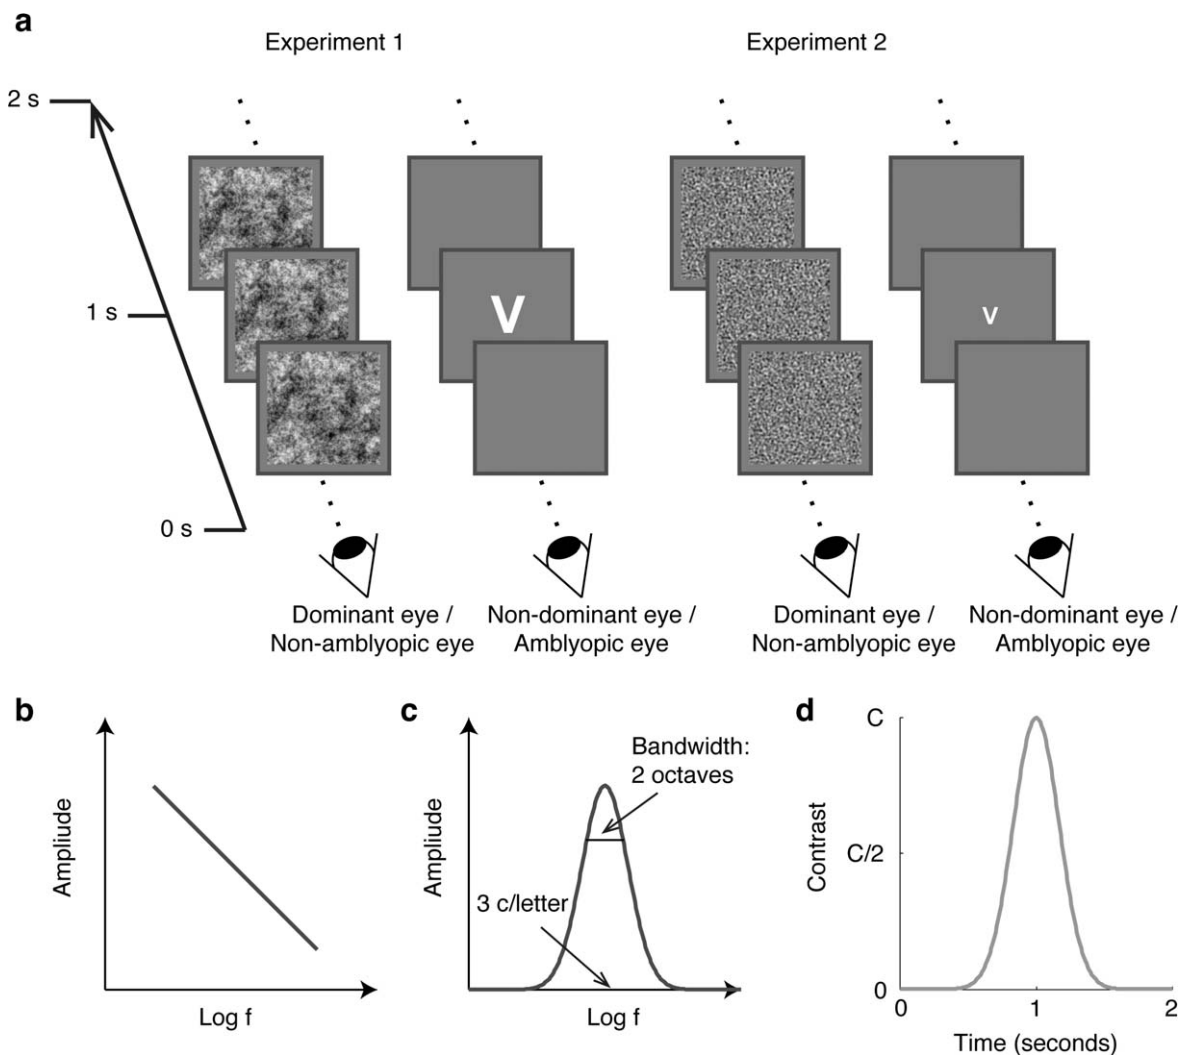 a
Experiment 1
Experiment 2
2 s
1 s
0 s
V
V
Dominant eye /
Non-amblyopic eye
Non-dominant eye /
Amblyopic eye
Dominant eye /
Non-amblyopic eye
Non-dominant eye /
Amblyopic eye
b
Ampliude
Log f
c
Ampliude
Bandwidth:
2 octaves
3 c/letter
Log f
d
Contrast
C
C/2
0
0 1 2
Time (seconds)